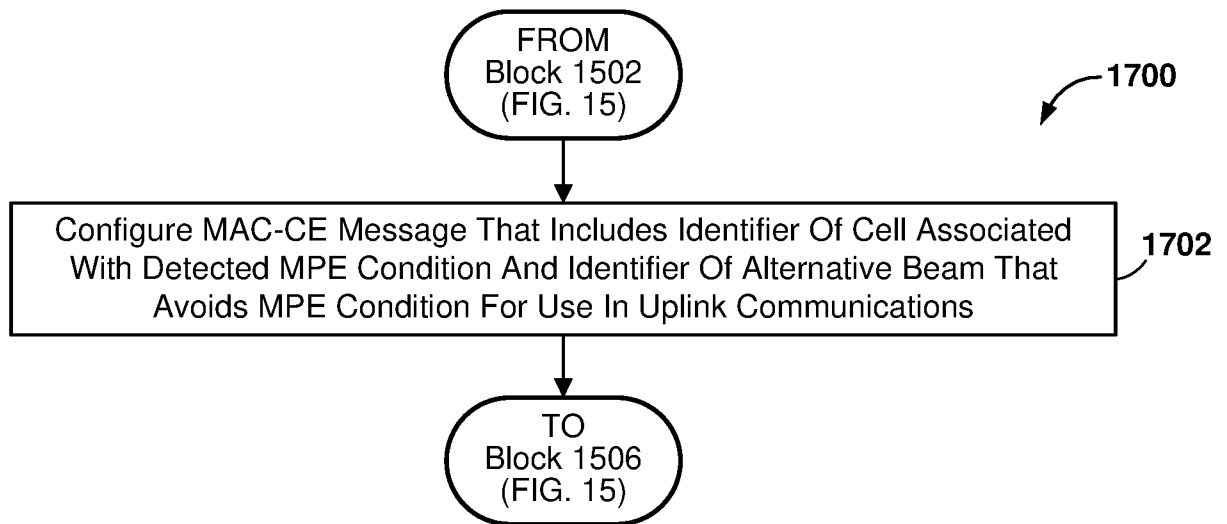 FROM
Block 1502
(FIG. 15)
1700
Configure MAC-CE Message That Includes Identifier Of Cell Associated
With Detected MPE Condition And Identifier Of Alternative Beam That
Avoids MPE Condition For Use In Uplink Communications
1702
TO
Block 1506
(FIG. 15)